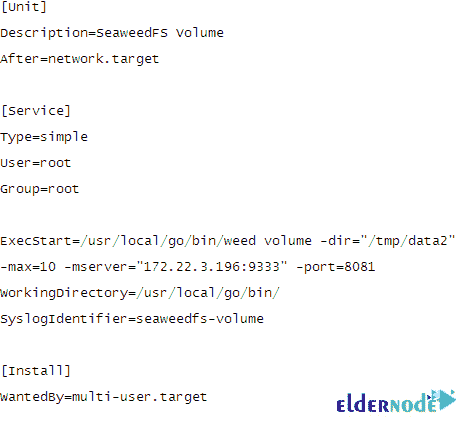 [Unit]
Description=SeaweedFS Volume
After=network.target
[Service]
Type=simple
User=root
Group=root
ExecStart=/usr/local/go/bin/weed volume -dir="/tmp/data2"
-max=10 -mserver="172.22.3.196:9333" -port=8081
WorkingDirectory=/usr/local/go/bin/
SyslogIdentifier=seaweedfs-volume
[Install]
WantedBy=multi-user.target
ELDERNODE